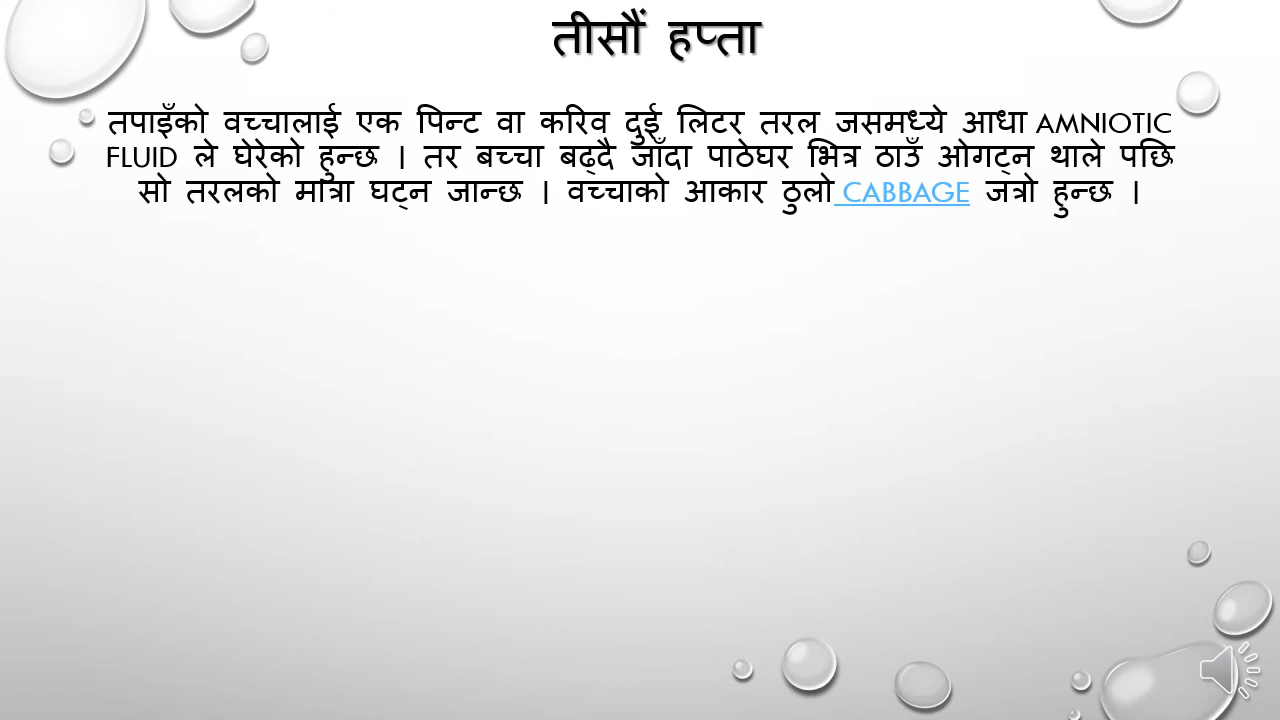 तीसौं हप्ता
तपाइँको वच्चालाई एक पिन्ट वा करिव दुई लिटर तरल जसमध्ये आधा AMNIOTIC
FLUID ले घेरेको हुन्छ । तर बच्चा बढ्दै जाँदा पाठेघर भित्र ठाउँ ओगट्न थाले पछि
सो तरलको मात्रा घट्न जान्छ । वच्चाको आकार ठुलो CABBAGE जत्रो हुन्छ ।